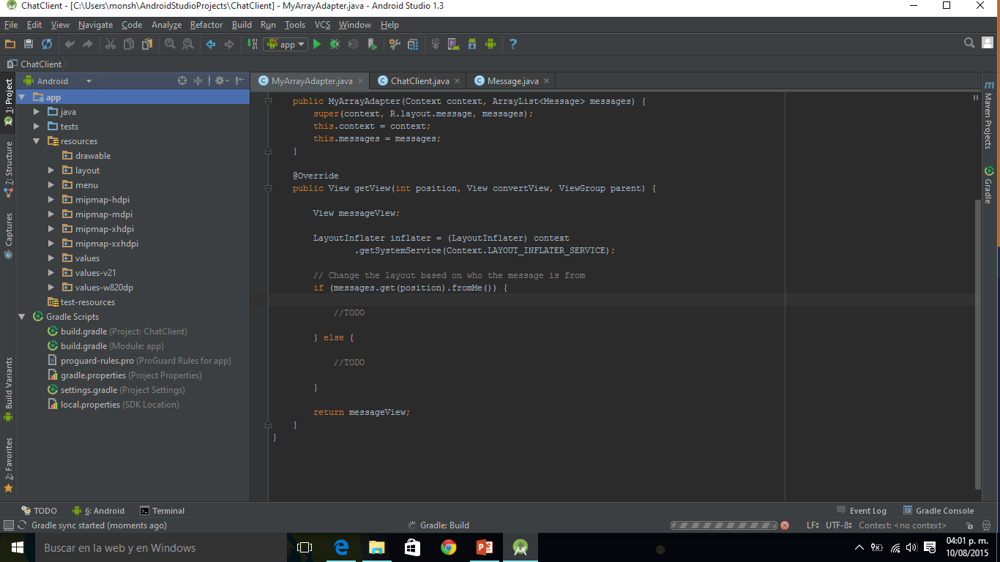 ChatClient - [C:\Users\monsh\AndroidStudioProjects\ChatClient] - MyArrayAdapter.java - Android Studio 1.3
File Edit View Navigate Code Analyze Refactor Build Run Tools VCS Window Help
app
ChatClient
Android
MyArrayAdapter.java
ChatClient.java
Message.java
1: Project
7: Structure
Captures
Build Variants
2: Favorites
app
java
tests
resources
drawable
layout
menu
mipmap-hdpi
mipmap-mdpi
mipmap-xhdpi
mipmap-xxhdpi
values
values-v21
values-w820dp
test-resources
Gradle Scripts
build.gradle (Project: ChatClient)
build.gradle (Module: app)
proguard-rules.pro (ProGuard Rules for app)
gradle.properties (Project Properties)
settings.gradle (Project Settings)
local.properties (SDK Location)
public MyArrayAdapter(Context context, ArrayList<Message> messages) {
super(context, R.layout.message, messages);
this.context = context;
this.messages = messages;
}
@Override
public View getView(int position, View convertView, ViewGroup parent) {
View messageView;
LayoutInflater inflater = (LayoutInflater) context
.getSystemService(Context.LAYOUT_INFLATER_SERVICE);
// Change the layout based on who the message is from
if (messages.get(position).fromMe()) {
//TODO
} else {
//TODO
}
return messageView;
}
}
m Maven Projects
Gradle
TODO
6: Android
Terminal
Event Log
Gradle Console
Gradle sync started (moments ago)
Gradle: Build
LF
UTF-8
Context: <no context>
Buscar en la web y en Windows
04:01 p. m.
10/08/2015